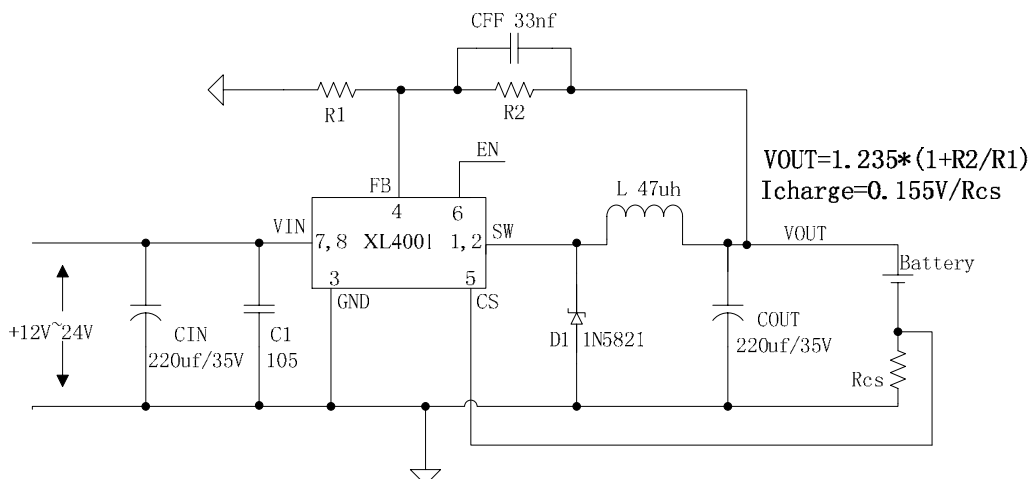 CFF 33nf
R1
R2
EN
VOUT=1.235*(1+R2/R1)
Icharge=0.155V/Rcs
FB
4
6
L 47uh
VIN
7,8
XL4001
1,2
SW
VOUT
3
5
GND
CS
Battery
+12V~24V
CIN
220uf/35V
C1
105
D1
1N5821
COUT
220uf/35V
Rcs